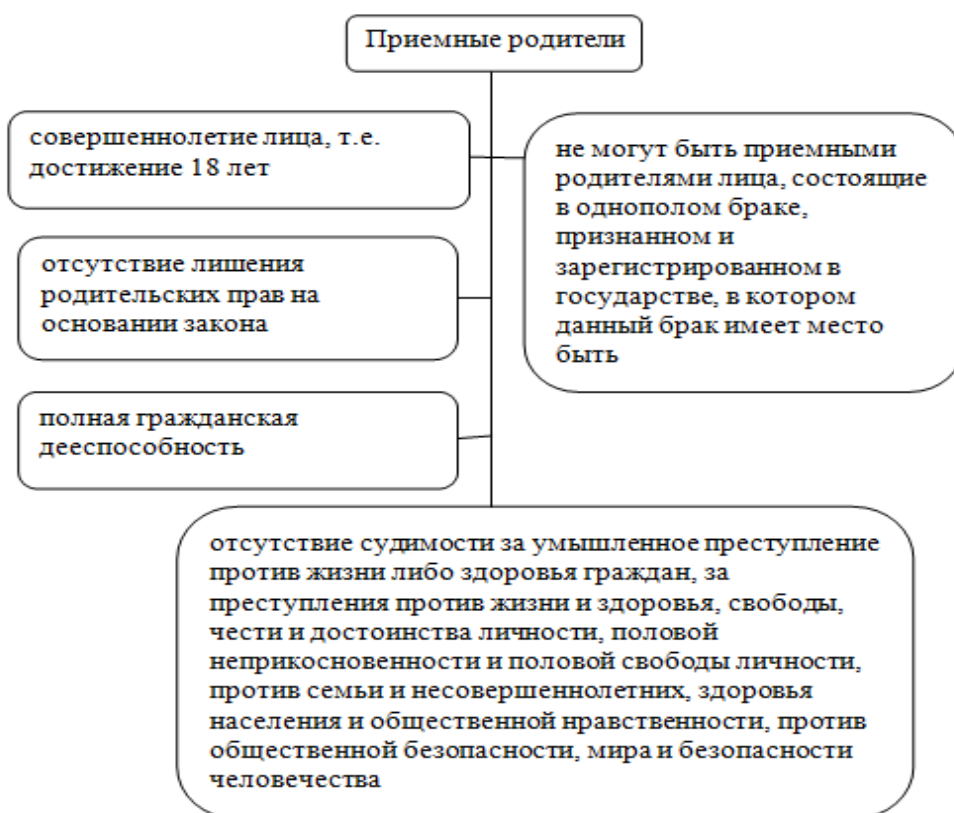 Приемные родители
совершеннолетие лица, т.е.
достижение 18 лет
не могут быть приемными
родителями лица, состоящие
в однополом браке,
признанном и
зарегистрированном в
государстве, в котором
данный брак имеет место
быть
отсутствие лишения
родительских прав на
основании закона
полная гражданская
дееспособность
отсутствие судимости за умышленное преступление
против жизни либо здоровья граждан, за
преступления против жизни и здоровья, свободы,
чести и достоинства личности, половой
неприкосновенности и половой свободы личности,
против семьи и несовершеннолетних, здоровья
населения и общественной нравственности, против
общественной безопасности, мира и безопасности
человечества